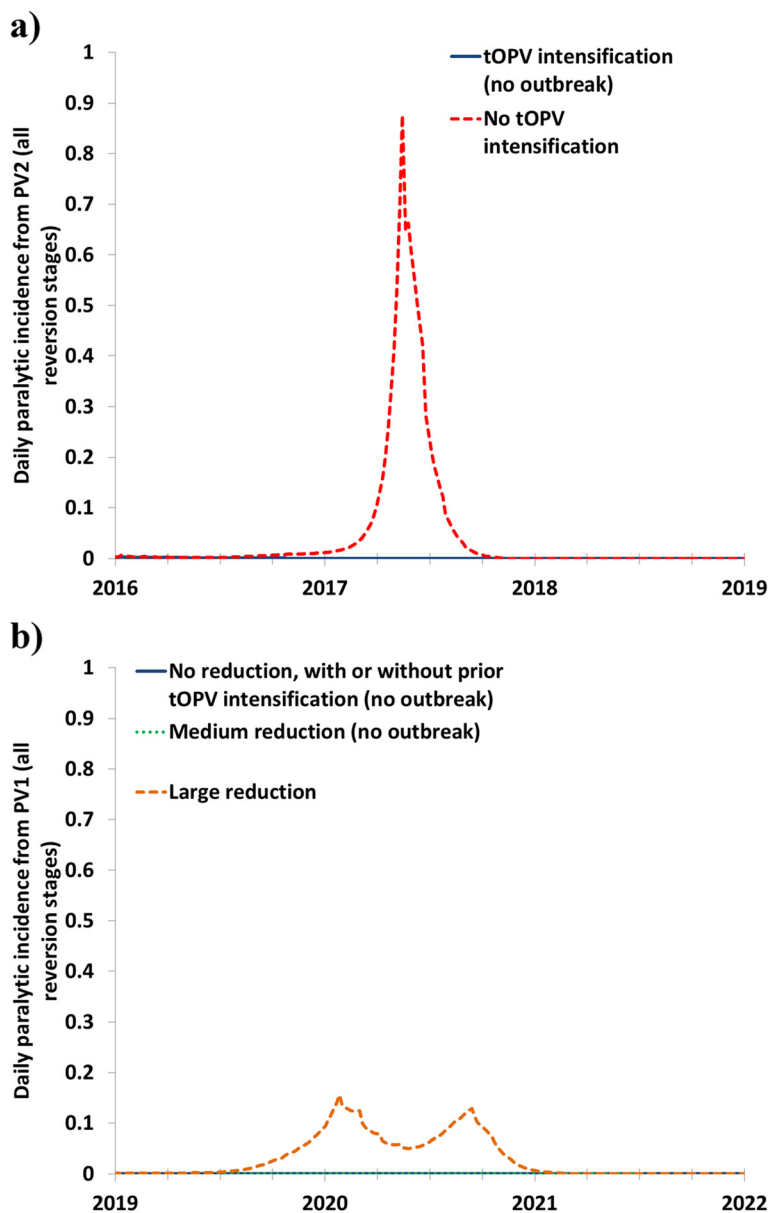 a)
Daily paralytic incidence from PV2 (all
reversion stages)
1
0.9
0.8
0.7
0.6
0.5
0.4
0.3
0.2
0.1
0
tOPV intensification
(no outbreak)
No tOPV
intensification
2016
2017
2018
2019
b)
Daily paralytic incidence from PV1 (all
reversion stages)
1
0.9
0.8
0.7
0.6
0.5
0.4
0.3
0.2
0.1
0
No reduction, with or without prior
tOPV intensification (no outbreak)
Medium reduction (no outbreak)
Large reduction
2019
2020
2021
2022